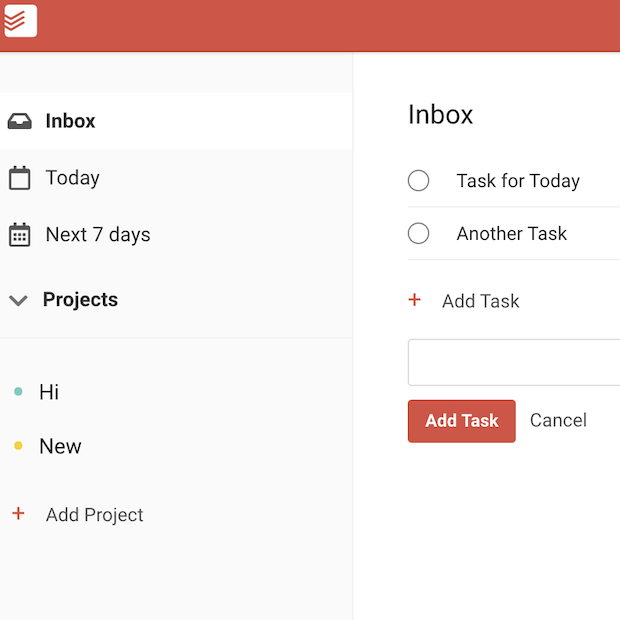 Inbox
Today
Next 7 days
Projects
Hi
New
+ Add Project
Inbox
Task for Today
Another Task
+ Add Task
Add Task Cancel